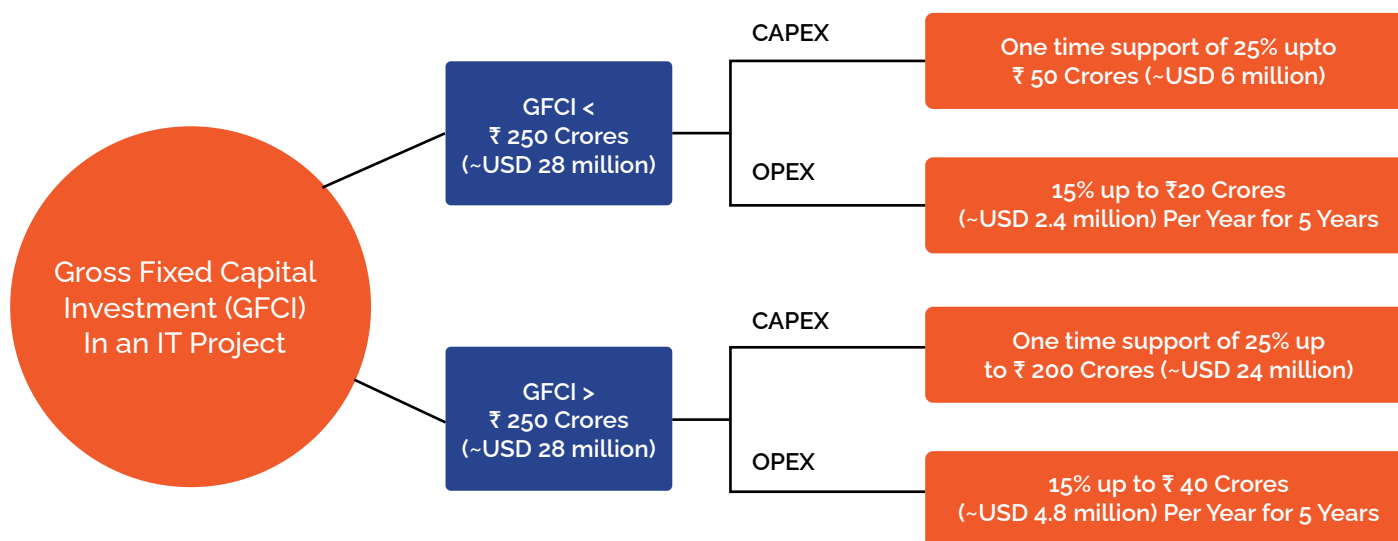 Gross Fixed Capital
Investment (GFCI)
In an IT Project
GFCI <
₹ 250 Crores
(~USD 28 million)
CAPEX
One time support of 25% upto
₹ 50 Crores (~USD 6 million)
OPEX
15% up to ₹20 Crores
(~USD 2.4 million) Per Year for 5 Years
GFCI >
₹ 250 Crores
(~USD 28 million)
CAPEX
One time support of 25% up
to ₹ 200 Crores (~USD 24 million)
OPEX
15% up to ₹ 40 Crores
(~USD 4.8 million) Per Year for 5 Years